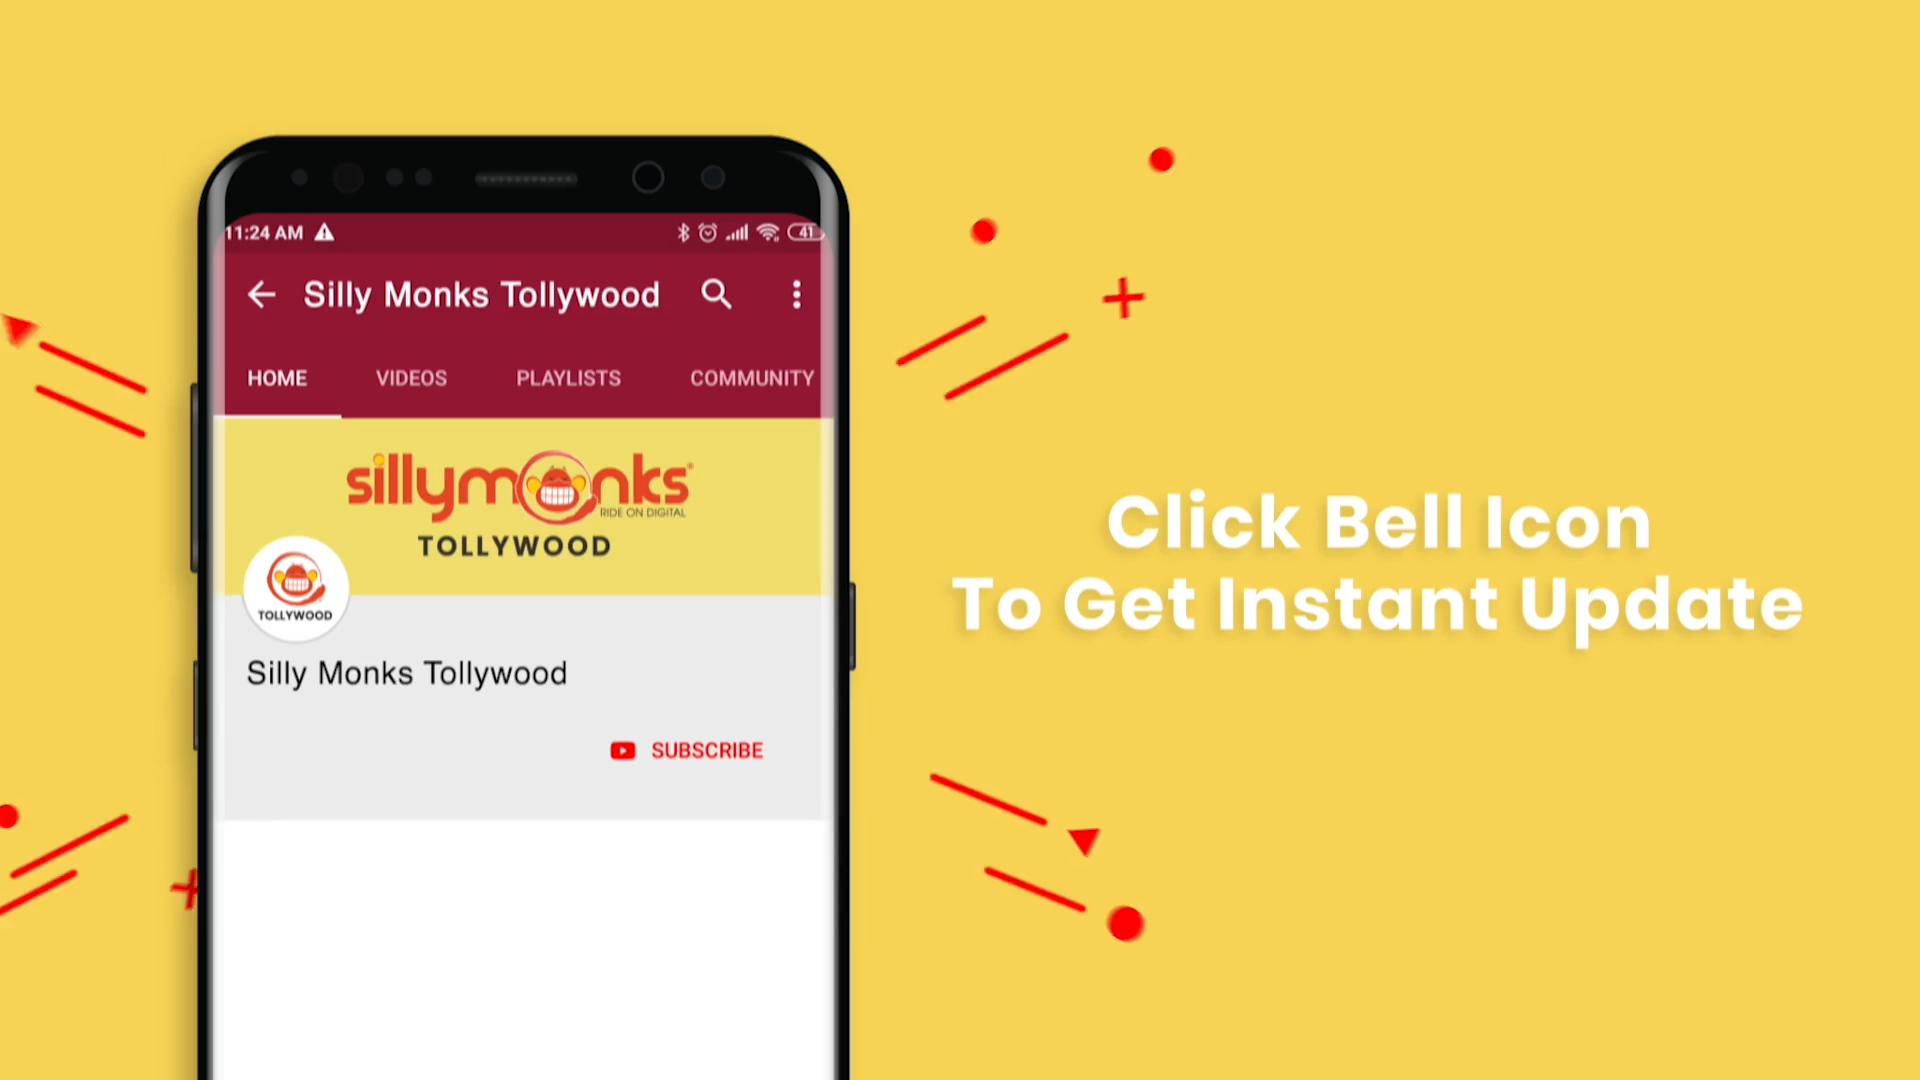 11:24 AM
41
Silly Monks Tollywood
HOME VIDEOS PLAYLISTS COMMUNITY
sillymonks
RIDE ON DIGITAL
TOLLYWOOD
TOLLYWOOD
Silly Monks Tollywood
SUBSCRIBE
Click Bell Icon
To Get Instant Update